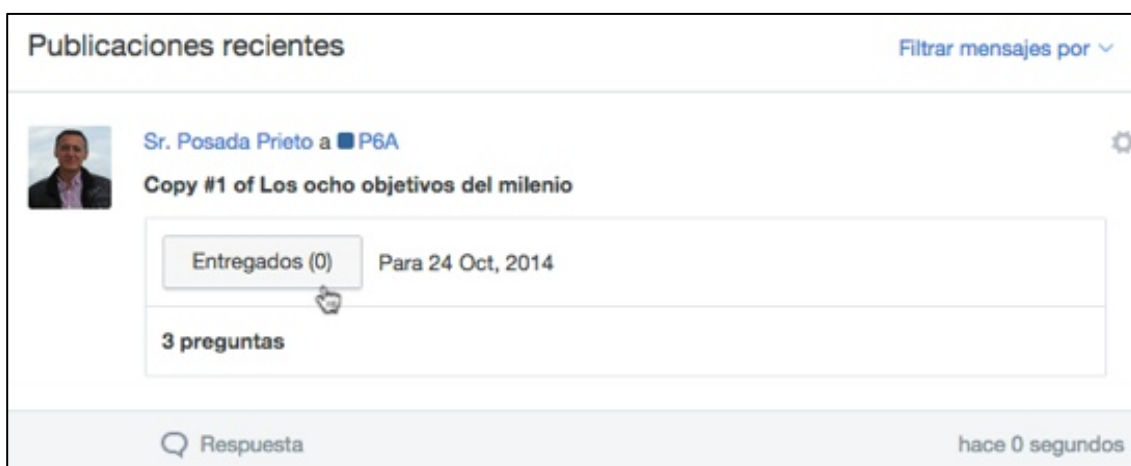 Publicaciones recientes
Filtrar mensajes por
Sr. Posada Prieto a P6A
Copy #1 of Los ocho objetivos del milenio
Entregados (0)
Para 24 Oct, 2014
3 preguntas
Respuesta
hace 0 segundos